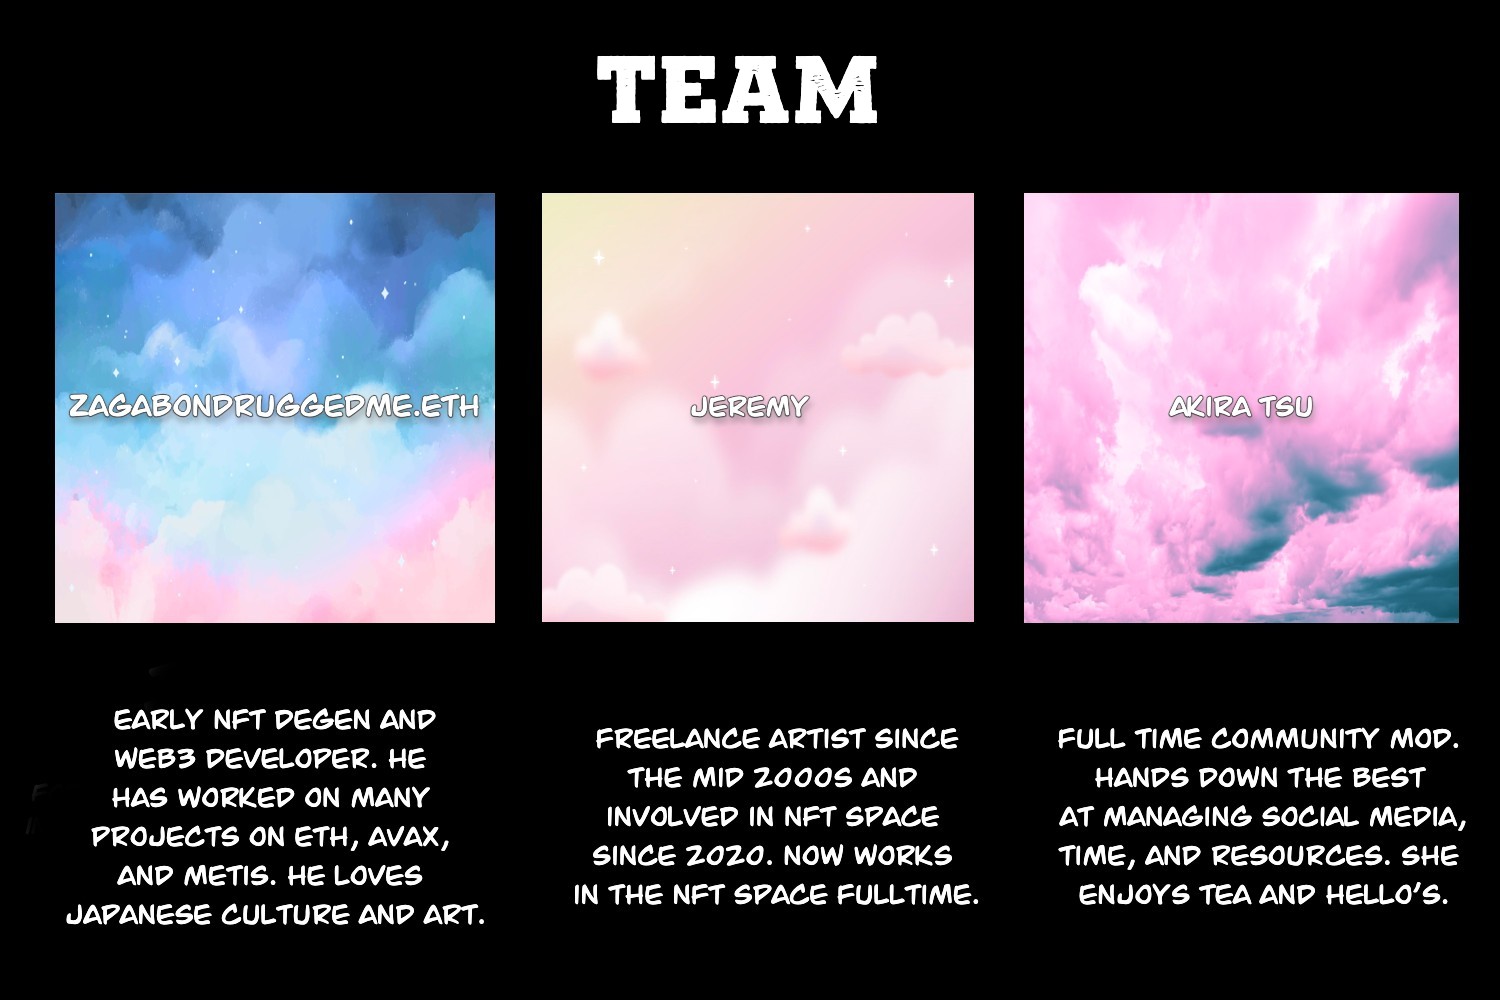 TEAM
ZAGABONDRUGGEDME.ETH
JEREMY
AKIRA TSU
EARLY NFT DEGEN AND
WEB3 DEVELOPER. HE
HAS WORKED ON MANY
PROJECTS ON ETH, AVAX,
AND METIS. HE LOVES
JAPANESE CULTURE AND ART.
FREELANCE ARTIST SINCE
THE MID 2000S AND
INVOLVED IN NFT SPACE
SINCE 2020. NOW WORKS
IN THE NFT SPACE FULLTIME.
FULL TIME COMMUNITY MOD.
HANDS DOWN THE BEST
AT MANAGING SOCIAL MEDIA,
TIME, AND RESOURCES. SHE
ENJOYS TEA AND HELLO'S.